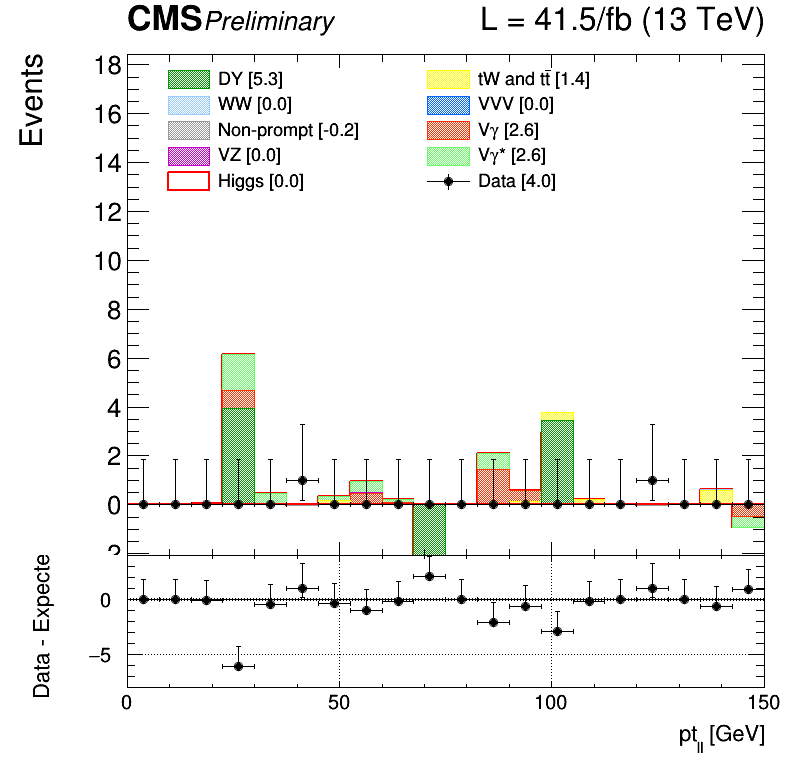 CMS Preliminary L = 41.5/fb (13 TeV)
Events
18
16
14
12
10
8
6
4
2
0
2
DY [5.3]
WW [0.0]
Non-prompt [-0.2]
VZ [0.0]
Higgs [0.0]
tW and tt̄ [1.4]
VVV [0.0]
Vγ [2.6]
Vγ* [2.6]
Data [4.0]
Data - Expecte
0
−5
0 50 100 150
pt_ll [GeV]